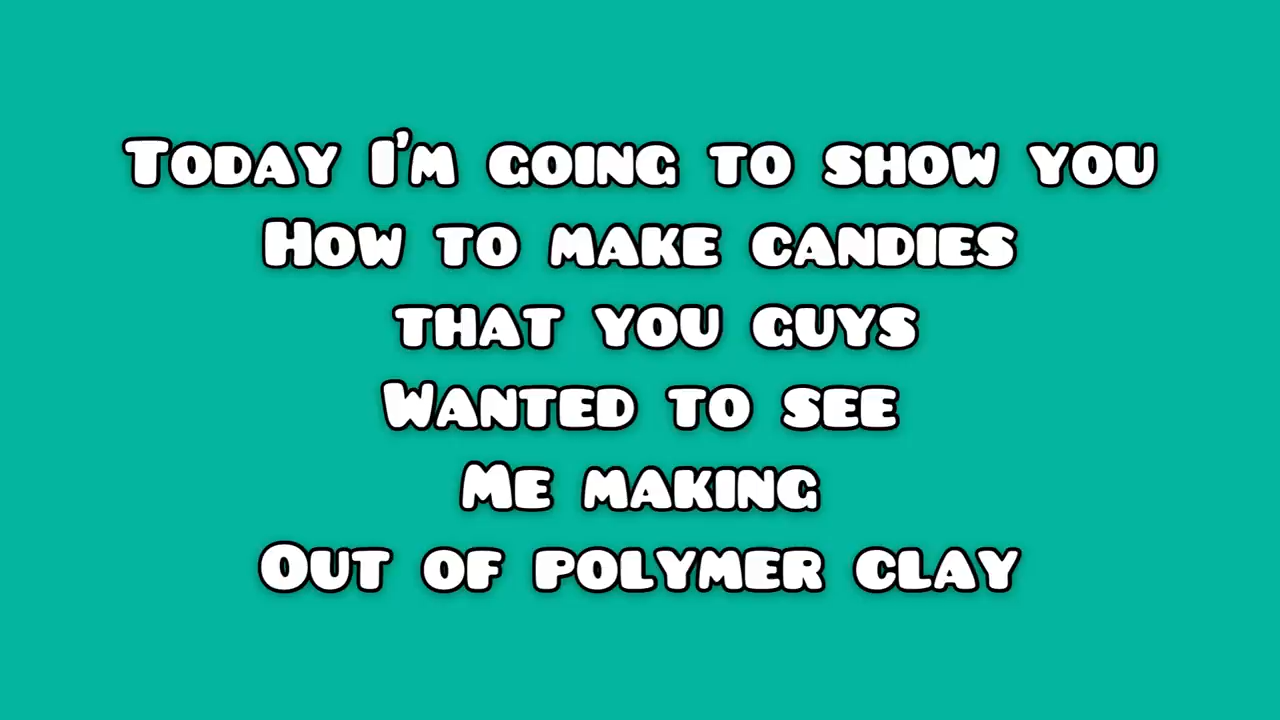 Today I'm going to show you
How to make candies
that you guys
Wanted to see
Me making
Out of polymer clay